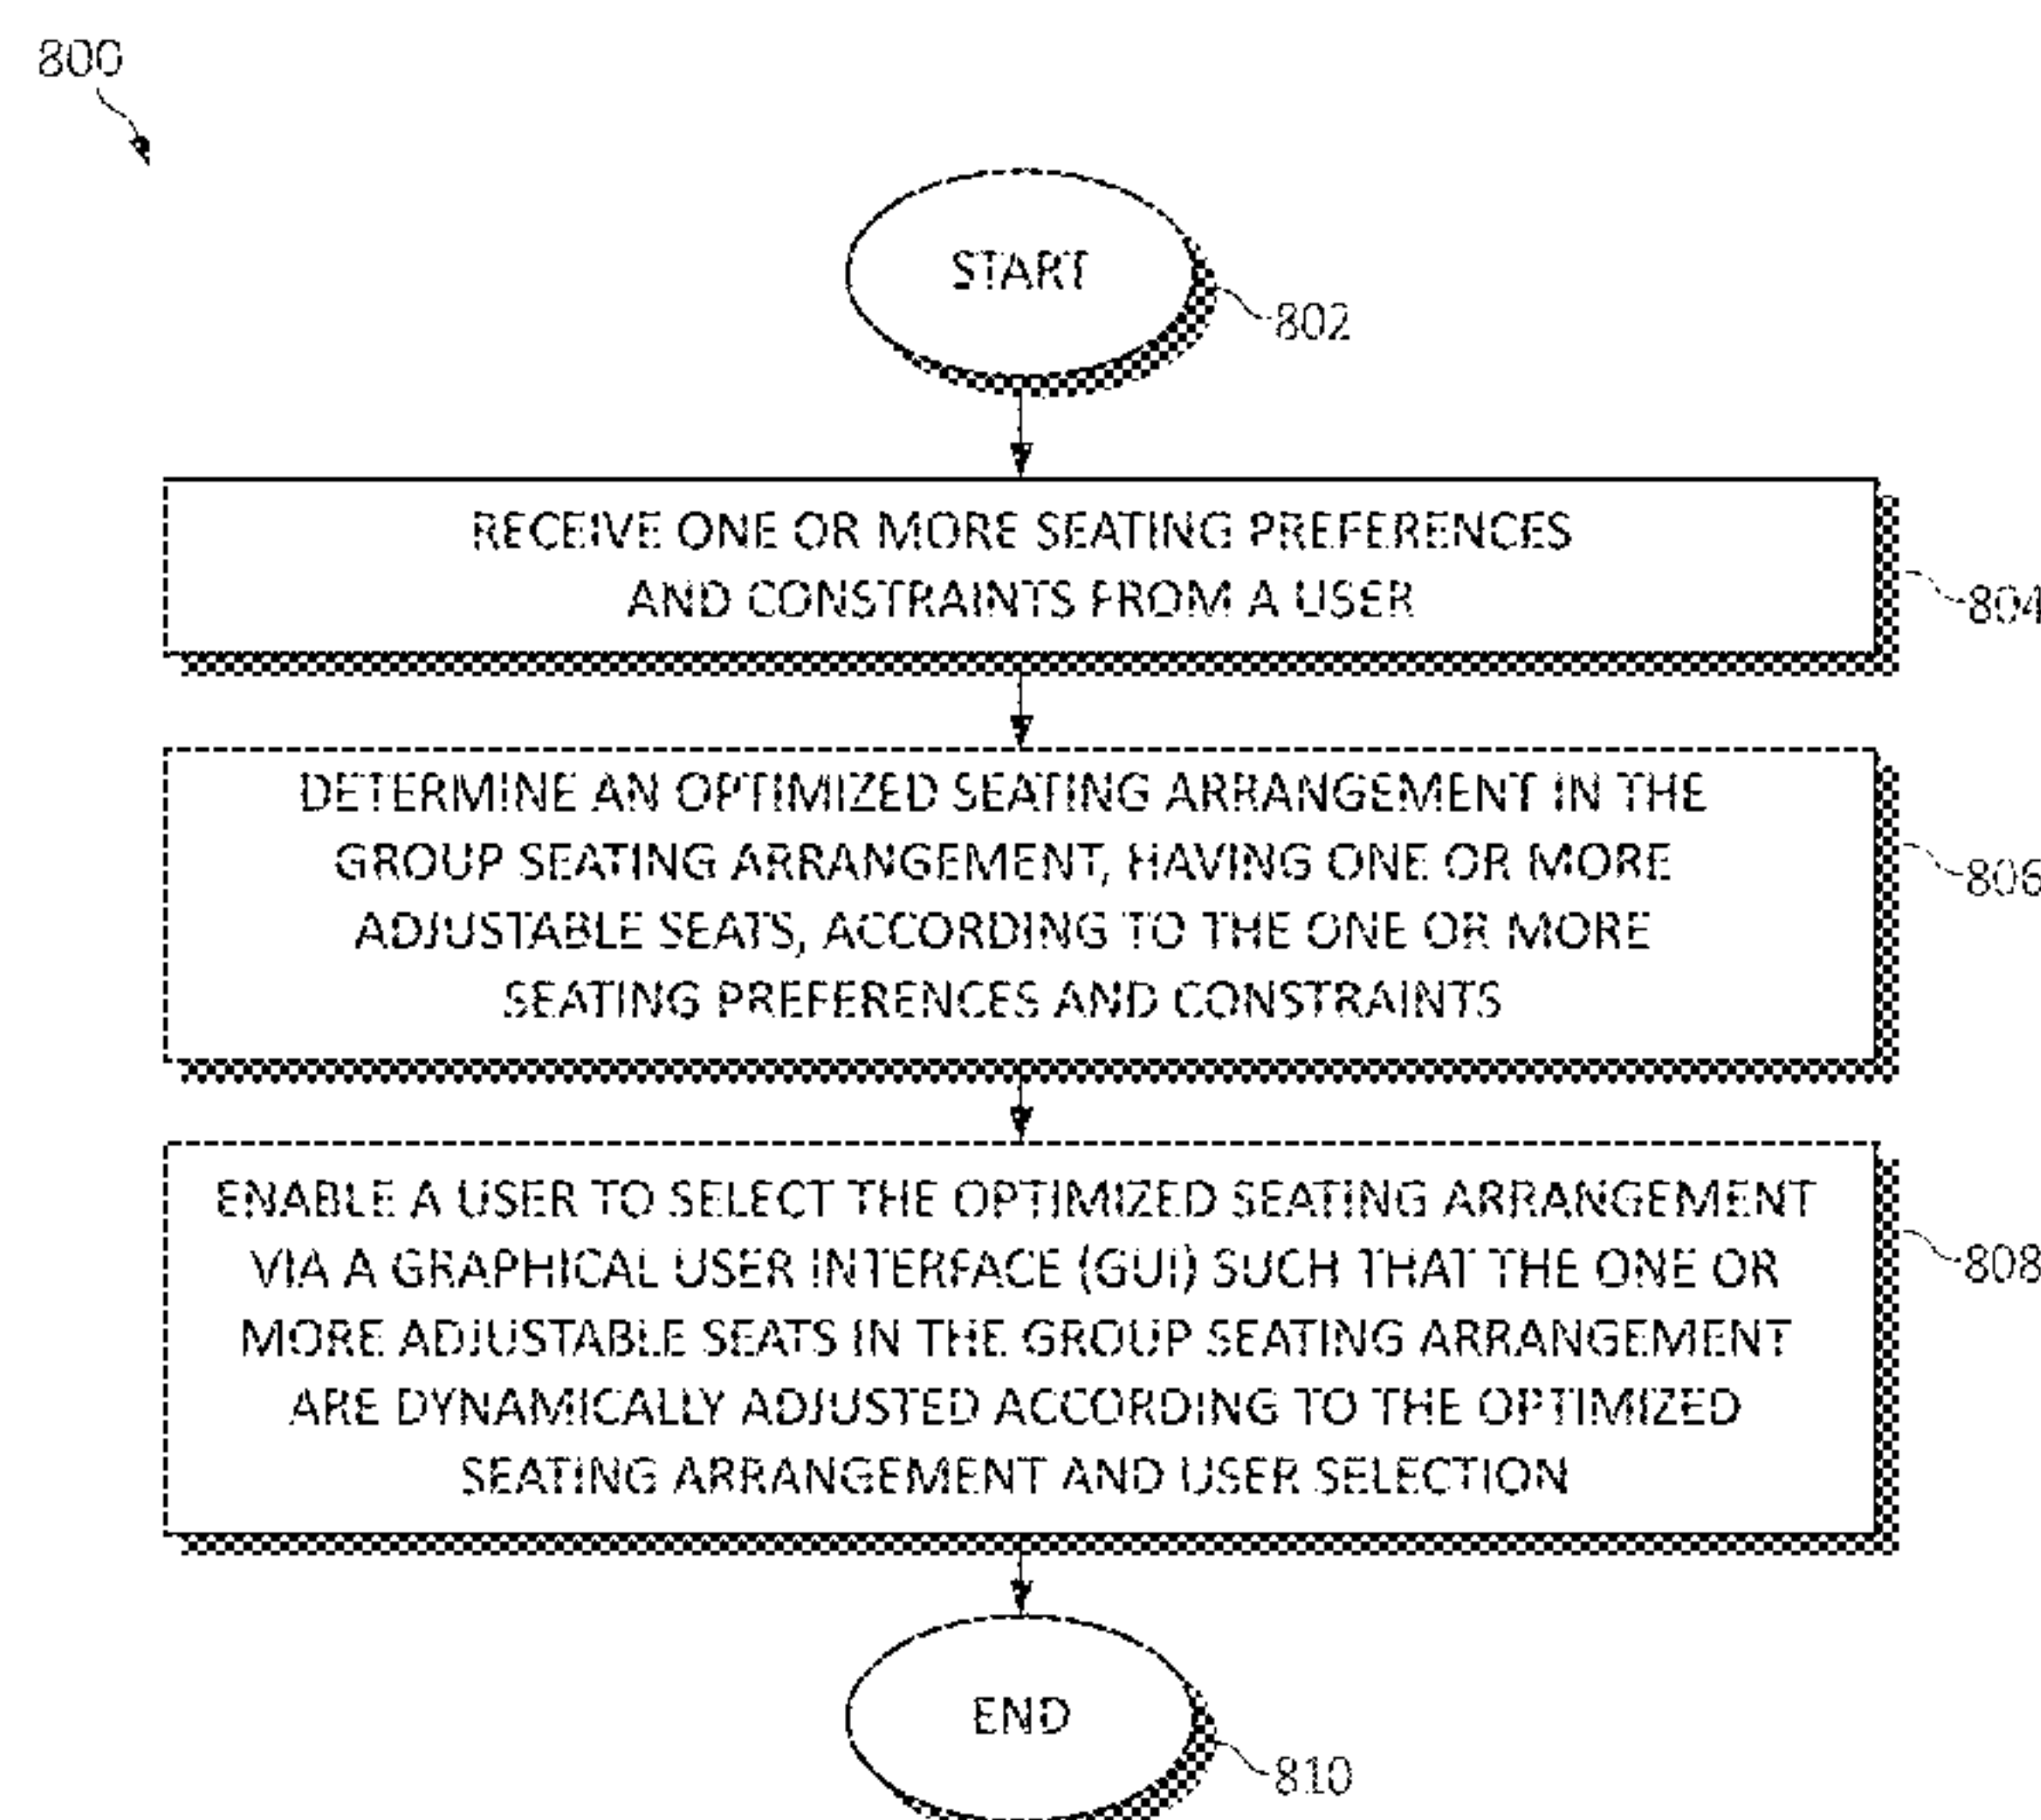 800
START
802
RECEIVE ONE OR MORE SEATING PREFERENCES
AND CONSTRAINTS FROM A USER
804
DETERMINE AN OPTIMIZED SEATING ARRANGEMENT IN THE
GROUP SEATING ARRANGEMENT, HAVING ONE OR MORE
ADJUSTABLE SEATS, ACCORDING TO THE ONE OR MORE
SEATING PREFERENCES AND CONSTRAINTS
806
ENABLE A USER TO SELECT THE OPTIMIZED SEATING ARRANGEMENT
VIA A GRAPHICAL USER INTERFACE (GUI) SUCH THAT THE ONE OR
MORE ADJUSTABLE SEATS IN THE GROUP SEATING ARRANGEMENT
ARE DYNAMICALLY ADJUSTED ACCORDING TO THE OPTIMIZED
SEATING ARRANGEMENT AND USER SELECTION
808
END
810